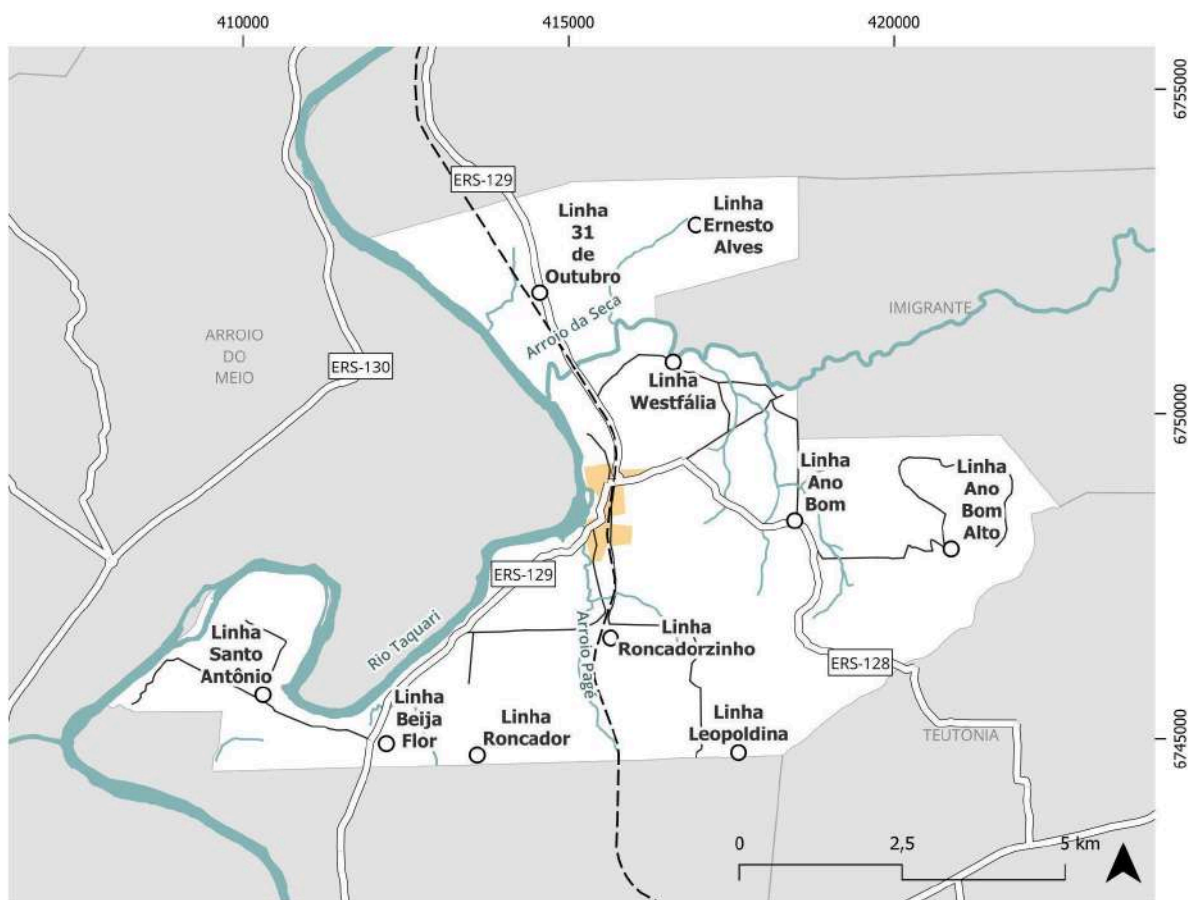 410000
415000
420000
6755000
6750000
6745000
ERS-129
Linha
31
de
Outubro
Linha
Ernesto
Alves
Arroio da Seca
IMIGRANTE
ARROIO
DO
MEIO
ERS-130
Linha
Westfália
Linha
Ano
Bom
Linha
Ano
Bom
Alto
ERS-129
Rio Taquari
Arroio Pagé
Linha
Roncadorzinho
Linha
Santo
Antônio
ERS-128
Linha
Beija
Flor
Linha
Roncador
Linha
Leopoldina
TEUTÔNIA
0
2,5
5 km